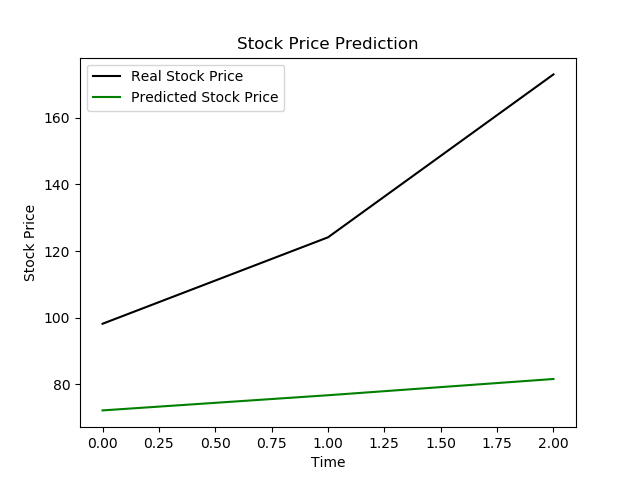 Stock Price Prediction
Real Stock Price
Predicted Stock Price
Stock Price
160
140
120
100
80
0.00 0.25 0.50 0.75 1.00 1.25 1.50 1.75 2.00
Time